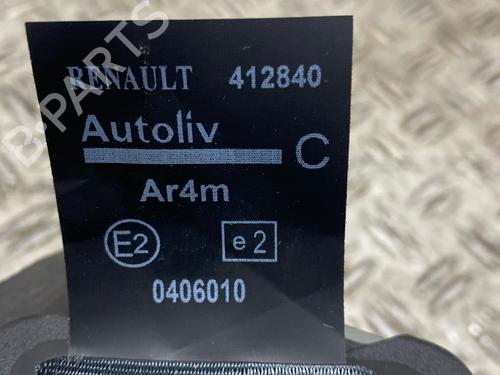 B-PARTS
RENAULT 412840
Autoliv
C
Ar4m
E2 e2
0406010